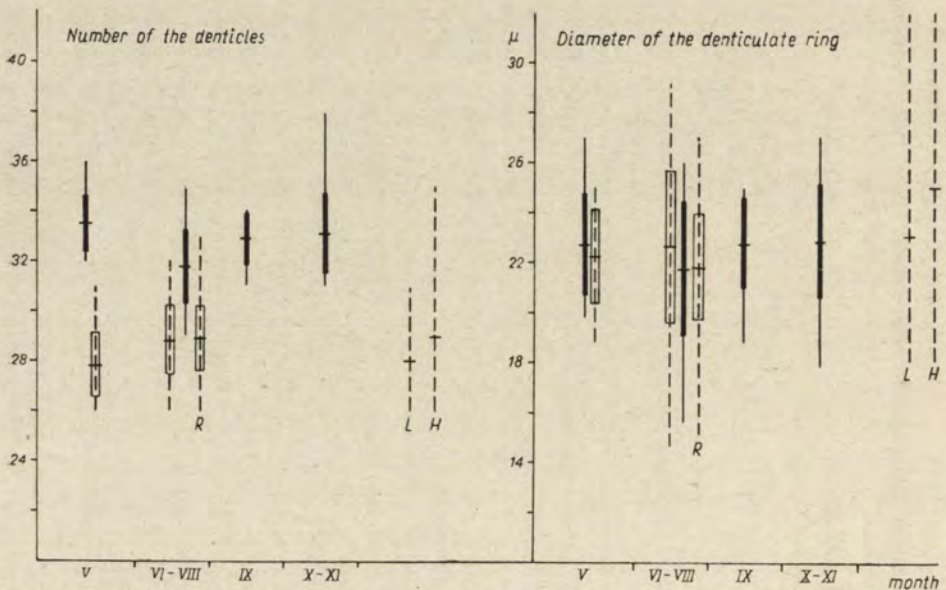 Number of the denticles
40
36
32
28
24
R
L
H
V
VI-VIII
IX
X-XI
μ
Diameter of the denticulate ring
30
26
22
18
14
R
L
H
V
VI-VIII
IX
X-XI
month